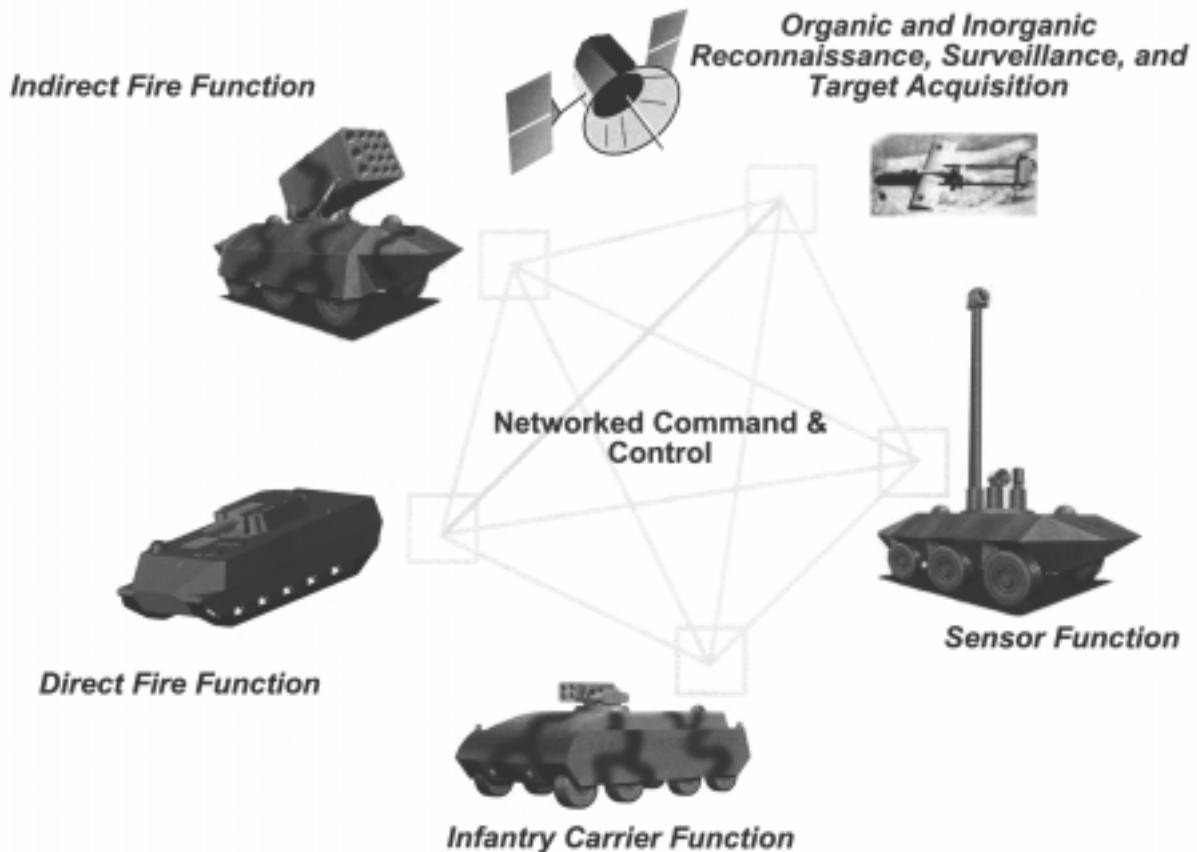 Organic and Inorganic
Reconnaissance, Surveillance, and
Target Acquisition
Indirect Fire Function
Networked Command &
Control
Sensor Function
Direct Fire Function
Infantry Carrier Function